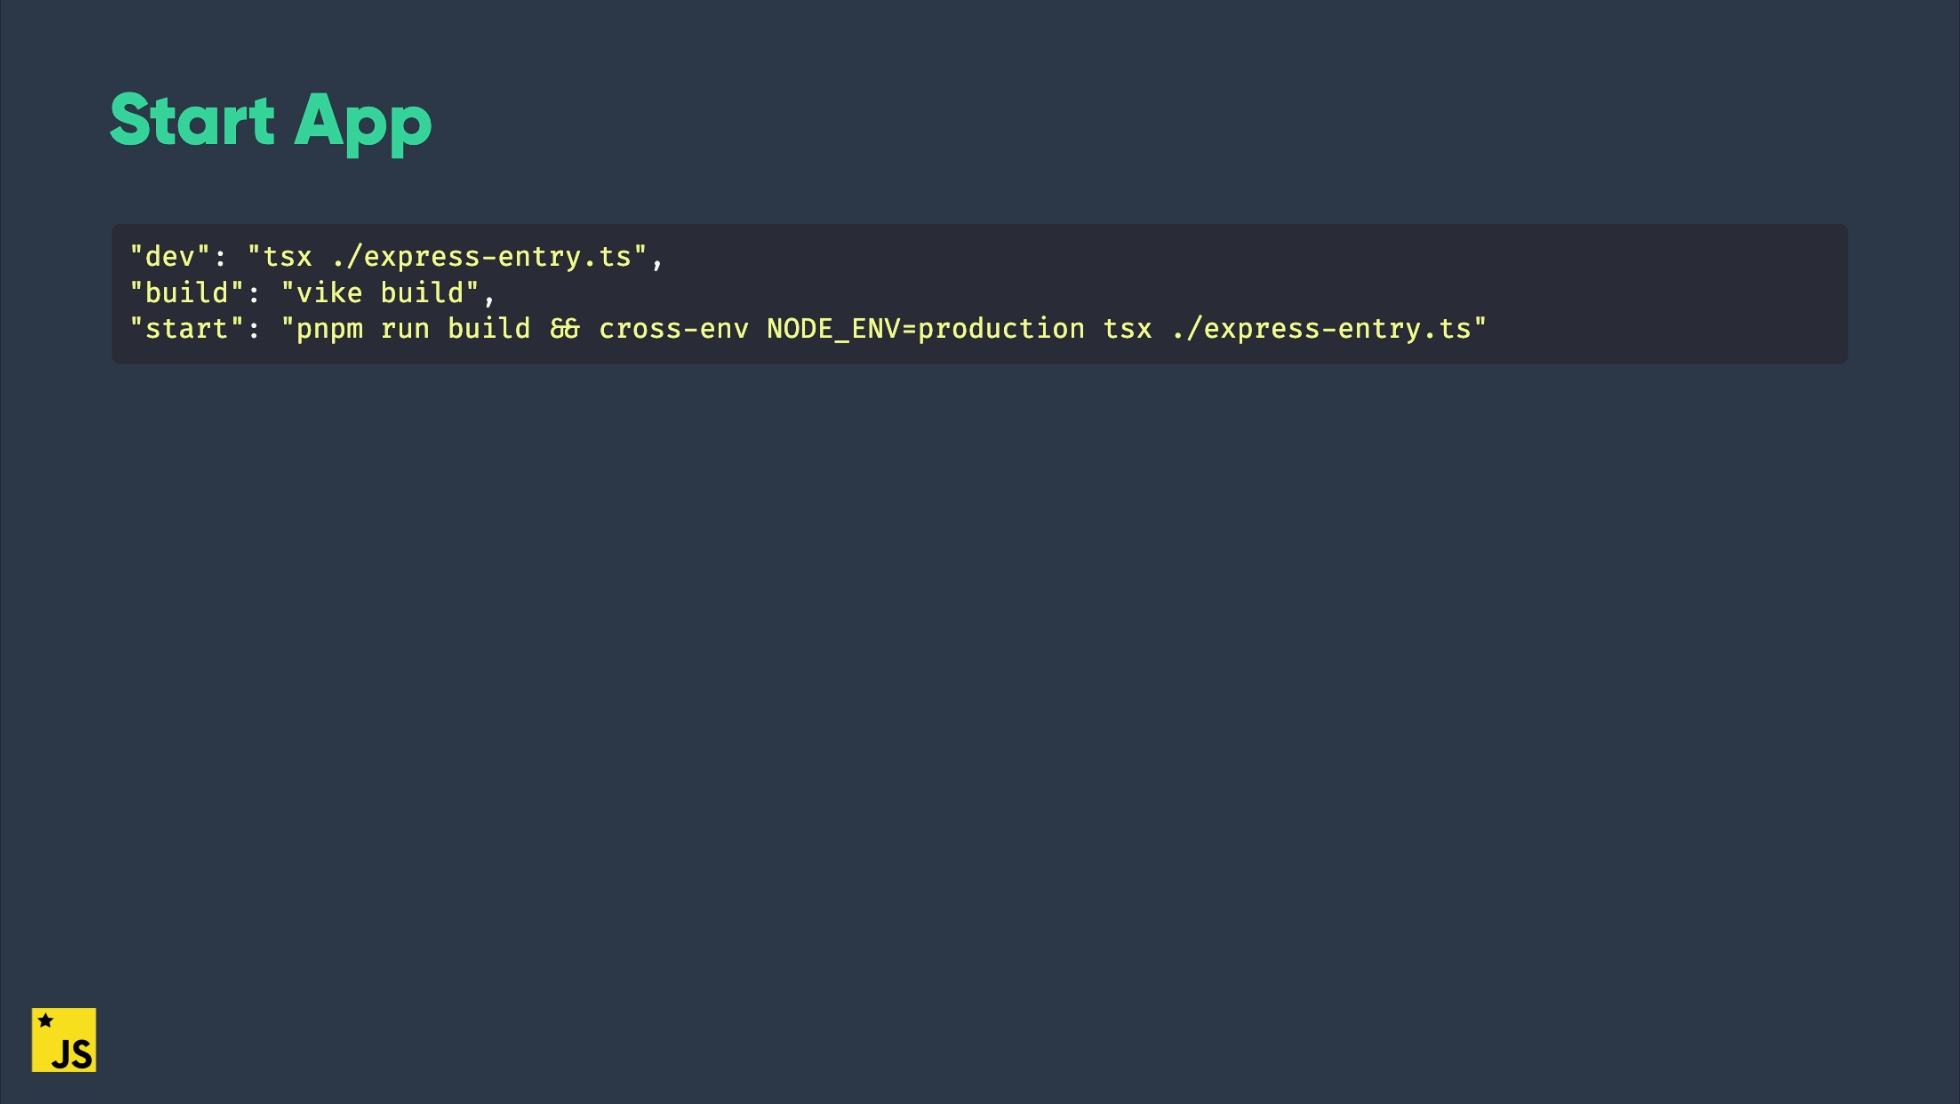 Start App
"dev": "tsx ./express-entry.ts",
"build": "vike build",
"start": "pnpm run build && cross-env NODE_ENV=production tsx ./express-entry.ts"
JS